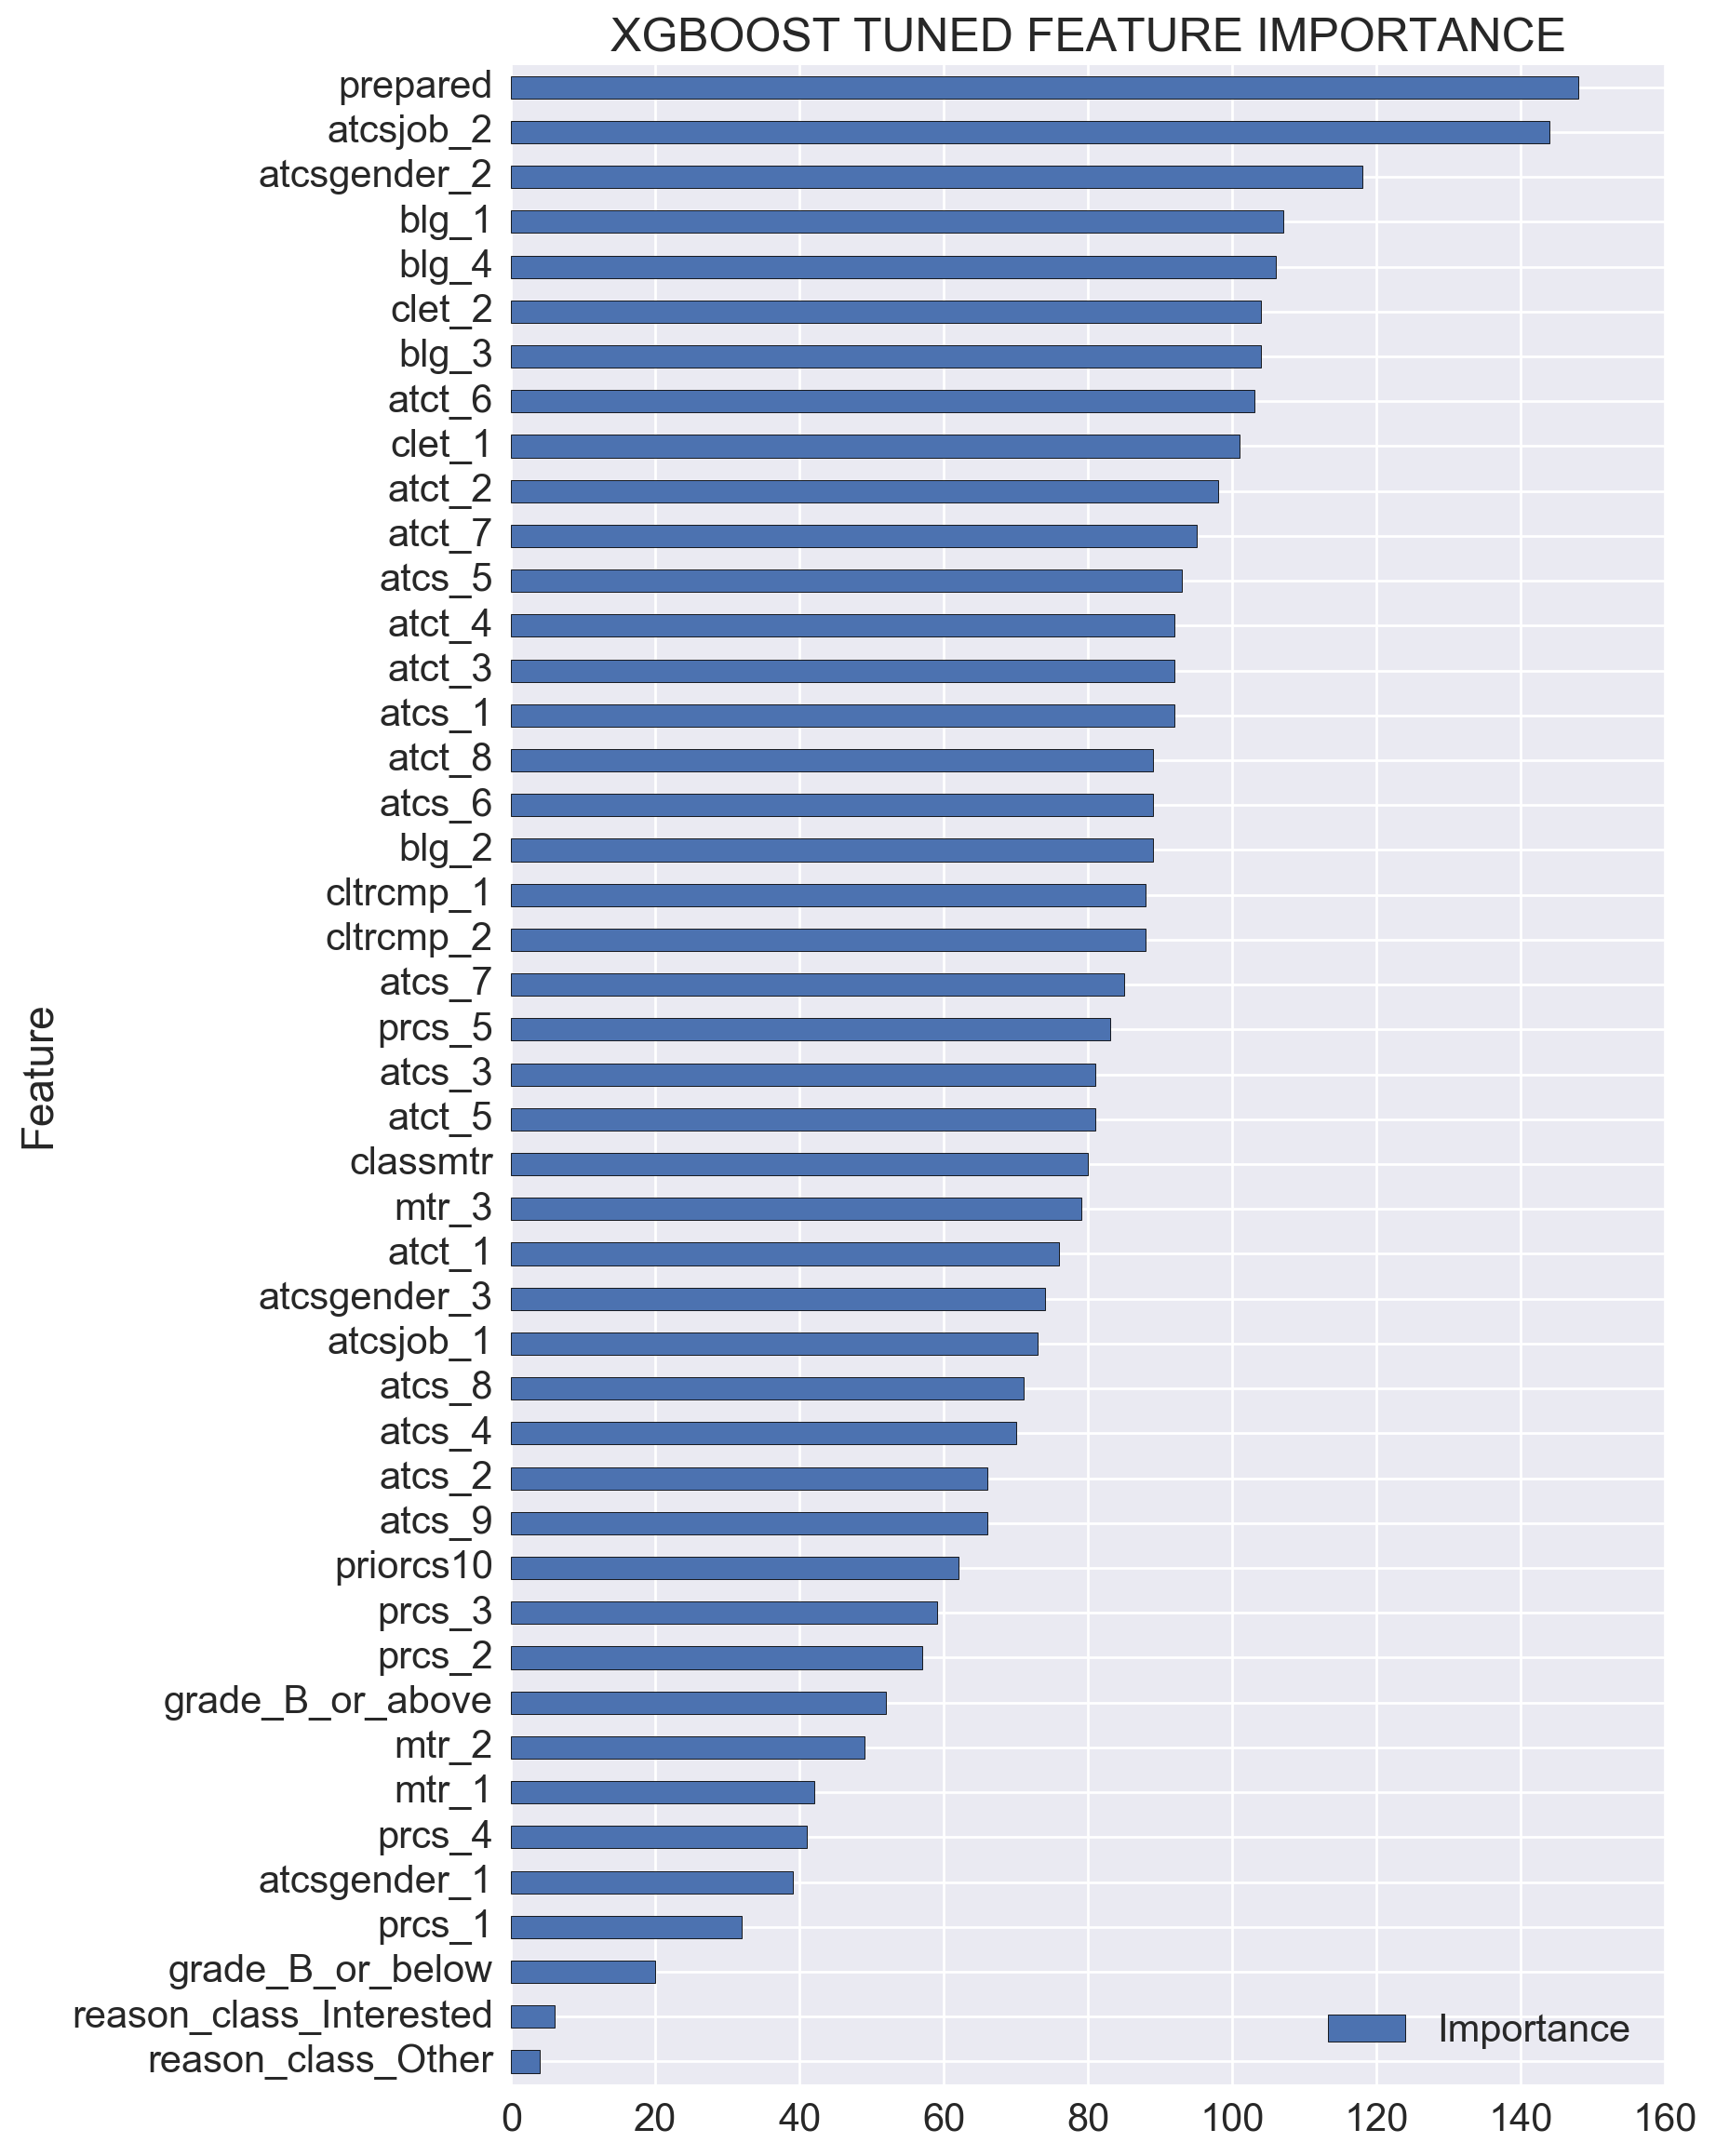 XGBOOST TUNED FEATURE IMPORTANCE
prepared
atcsjob_2
atcsgender_2
blg_1
blg_4
clet_2
blg_3
atct_6
clet_1
atct_2
atct_7
atcs_5
atct_4
atct_3
atcs_1
atct_8
atcs_6
blg_2
cltrcmp_1
cltrcmp_2
atcs_7
prcs_5
atcs_3
atct_5
classmtr
mtr_3
atct_1
atcsgender_3
atcsjob_1
atcs_8
atcs_4
atcs_2
atcs_9
priorcs10
prcs_3
prcs_2
grade_B_or_above
mtr_2
mtr_1
prcs_4
atcsgender_1
prcs_1
grade_B_or_below
reason_class_Interested
reason_class_Other
Feature
Importance
0 20 40 60 80 100 120 140 160